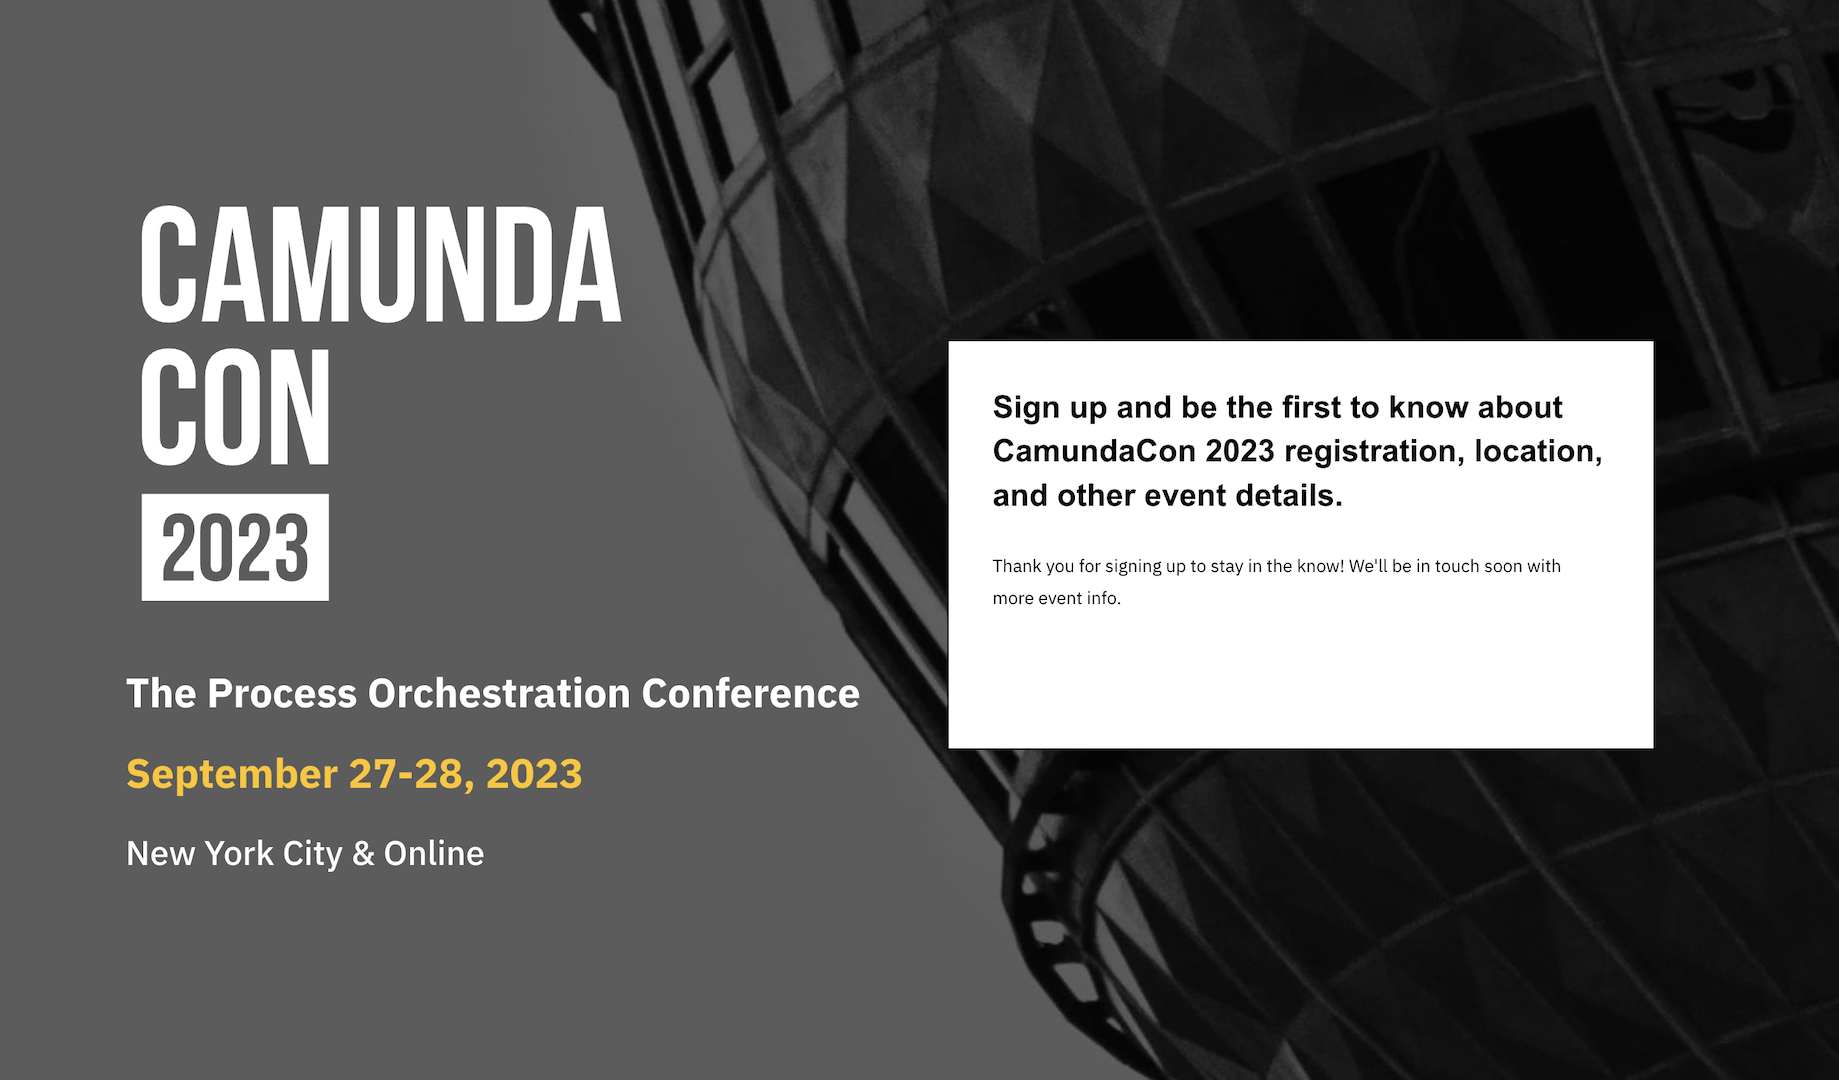 CAMUNDA
CON
2023
The Process Orchestration Conference
September 27-28, 2023
New York City & Online
Sign up and be the first to know about
CamundaCon 2023 registration, location,
and other event details.
Thank you for signing up to stay in the know! We'll be in touch soon with
more event info.